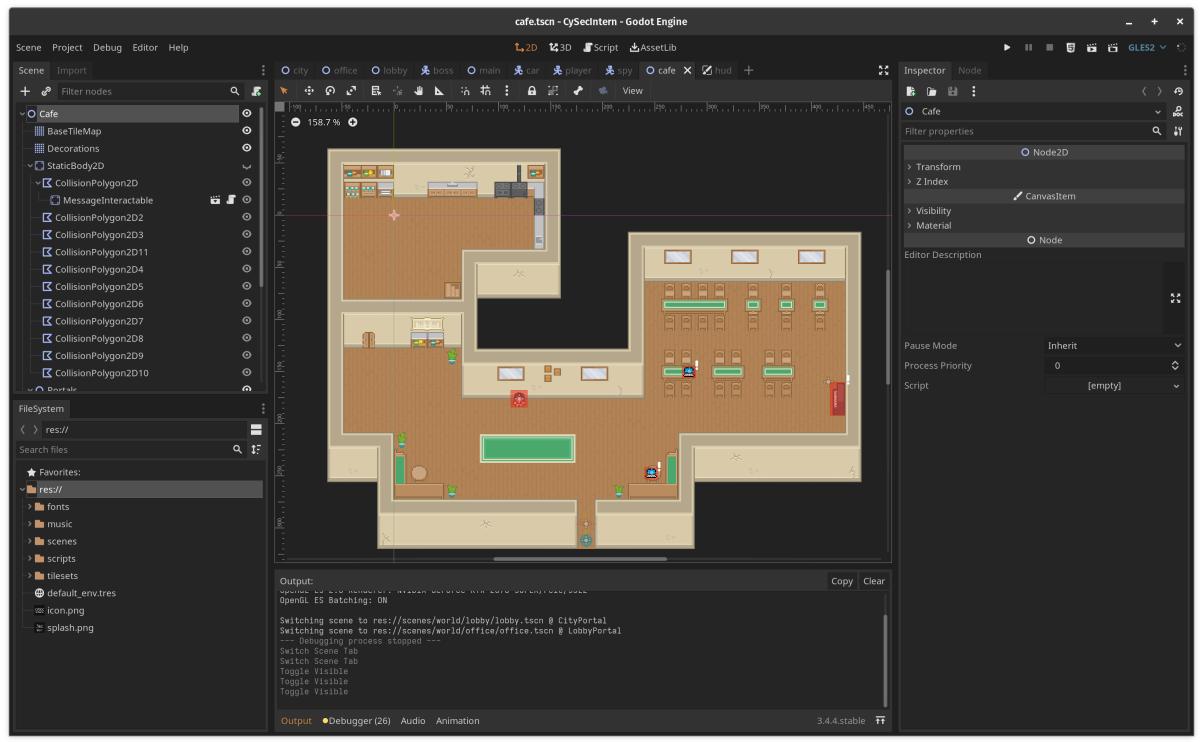 cafe.tscn - CySecIntern - Godot Engine
Scene Project Debug Editor Help
2D 3D Script AssetLib
GLES2
Scene Import
Filter nodes
Cafe
BaseTileMap
Decorations
StaticBody2D
CollisionPolygon2D
MessageInteractable
CollisionPolygon2D2
CollisionPolygon2D3
CollisionPolygon2D11
CollisionPolygon2D4
CollisionPolygon2D5
CollisionPolygon2D6
CollisionPolygon2D7
CollisionPolygon2D8
CollisionPolygon2D9
CollisionPolygon2D10
Portals
FileSystem
res://
Search files
Favorites:
res://
fonts
music
scenes
scripts
tilesets
default_env.tres
icon.png
splash.png
city office lobby boss main car player spy cafe hud
View
158.7 %
Output:
Copy Clear
OpenGL ES Batching: ON
Switching scene to res://scenes/world/lobby/lobby.tscn @ CityPortal
Switching scene to res://scenes/world/office/office.tscn @ LobbyPortal
--- Debugging process stopped ---
Switch Scene Tab
Switch Scene Tab
Toggle Visible
Toggle Visible
Toggle Visible
Output Debugger (26) Audio Animation
3.4.4.stable
Inspector Node
Cafe
Filter properties
Node2D
Transform
Z Index
CanvasItem
Visibility
Material
Node
Editor Description
Pause Mode Inherit
Process Priority 0
Script [empty]